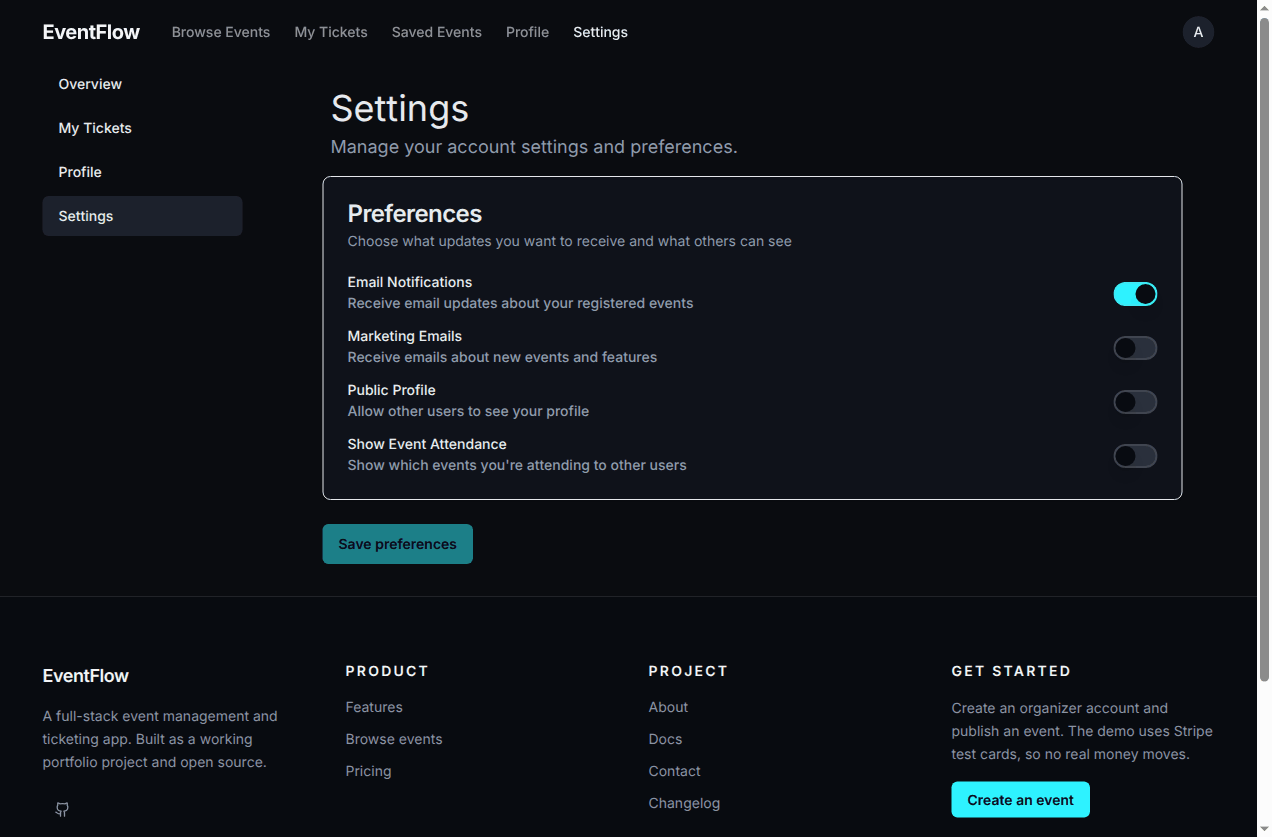 EventFlow
Browse Events
My Tickets
Saved Events
Profile
Settings
A
Overview
My Tickets
Profile
Settings
Settings
Manage your account settings and preferences.
Preferences
Choose what updates you want to receive and what others can see
Email Notifications
Receive email updates about your registered events
Marketing Emails
Receive emails about new events and features
Public Profile
Allow other users to see your profile
Show Event Attendance
Show which events you're attending to other users
Save preferences
EventFlow
A full-stack event management and
ticketing app. Built as a working
portfolio project and open source.
PRODUCT
Features
Browse events
Pricing
PROJECT
About
Docs
Contact
Changelog
GET STARTED
Create an organizer account and
publish an event. The demo uses Stripe
test cards, so no real money moves.
Create an event